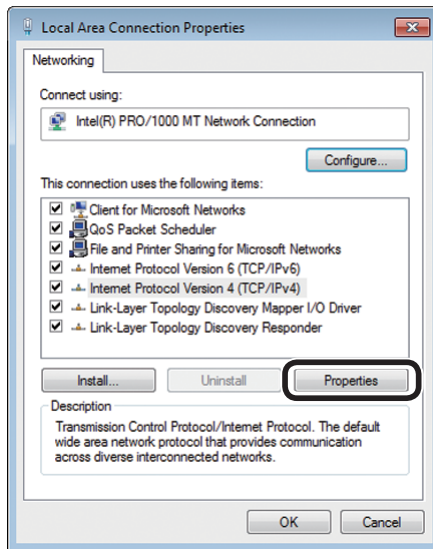 Local Area Connection Properties
Networking
Connect using:
Intel(R) PRO/1000 MT Network Connection
Configure...
This connection uses the following items:
Client for Microsoft Networks
QoS Packet Scheduler
File and Printer Sharing for Microsoft Networks
Internet Protocol Version 6 (TCP/IPv6)
Internet Protocol Version 4 (TCP/IPv4)
Link-Layer Topology Discovery Mapper I/O Driver
Link-Layer Topology Discovery Responder
Install...
Uninstall
Properties
Description
Transmission Control Protocol/Internet Protocol. The default
wide area network protocol that provides communication
across diverse interconnected networks.
OK
Cancel